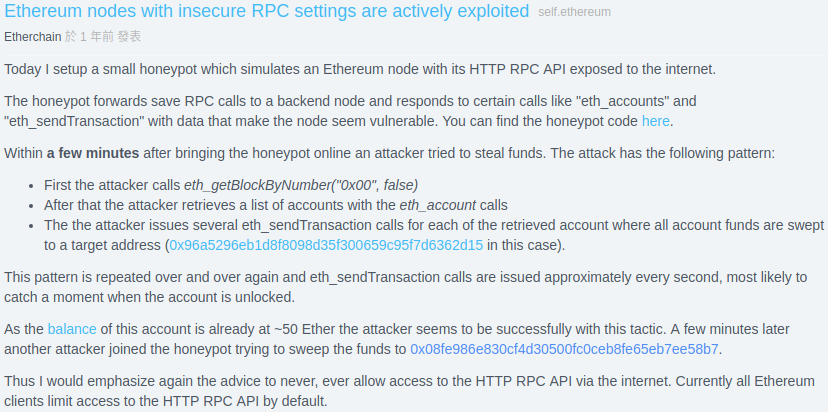 Ethereum nodes with insecure RPC settings are actively exploited self.ethereum
Etherchain 於 1 年前 發表
Today I setup a small honeypot which simulates an Ethereum node with its HTTP RPC API exposed to the internet.
The honeypot forwards save RPC calls to a backend node and responds to certain calls like "eth_accounts" and
"eth_sendTransaction" with data that make the node seem vulnerable. You can find the honeypot code here.
Within a few minutes after bringing the honeypot online an attacker tried to steal funds. The attack has the following pattern:
• First the attacker calls eth_getBlockByNumber("0x00", false)
• After that the attacker retrieves a list of accounts with the eth_account calls
• The the attacker issues several eth_sendTransaction calls for each of the retrieved account where all account funds are swept
to a target address (0x96a5296eb1d8f8098d35f300659c95f7d6362d15 in this case).
This pattern is repeated over and over again and eth_sendTransaction calls are issued approximately every second, most likely to
catch a moment when the account is unlocked.
As the balance of this account is already at ~50 Ether the attacker seems to be successfully with this tactic. A few minutes later
another attacker joined the honeypot trying to sweep the funds to 0x08fe986e830cf4d30500fc0ceb8fe65eb7ee58b7.
Thus I would emphasize again the advice to never, ever allow access to the HTTP RPC API via the internet. Currently all Ethereum
clients limit access to the HTTP RPC API by default.